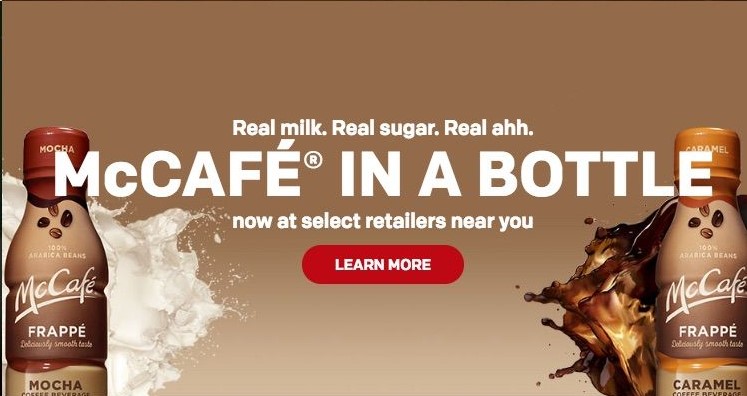 Real milk. Real sugar. Real ahh.
McCAFÉ® IN A BOTTLE
now at select retailers near you
LEARN MORE
MOCHA
100%
ARABICA BEANS
McCafé
FRAPPÉ
Deliciously smooth taste
MOCHA
COFFEE BEVERAGE
CARAMEL
100%
ARABICA BEANS
McCafé
FRAPPÉ
Deliciously smooth taste
CARAMEL
COFFEE BEVERAGE